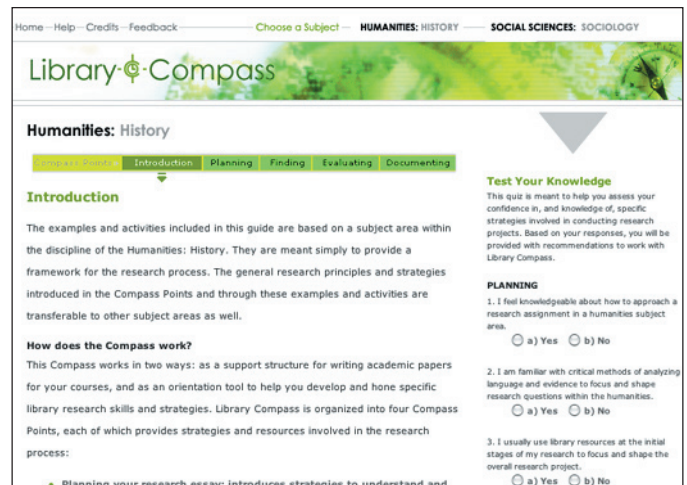 Home Help Credits Feedback Choose a Subject HUMANITIES: HISTORY SOCIAL SCIENCES: SOCIOLOGY
Library Compass
Humanities: History
Compass Points Introduction Planning Finding Evaluating Documenting
Introduction
The examples and activities included in this guide are based on a subject area within
the discipline of the Humanities: History. They are meant simply to provide a
framework for the research process. The general research principles and strategies
introduced in the Compass Points and through these examples and activities are
transferable to other subject areas as well.
How does the Compass work?
This Compass works in two ways: as a support structure for writing academic papers
for your courses, and as an orientation tool to help you develop and hone specific
library research skills and strategies. Library Compass is organized into four Compass
Points, each of which provides strategies and resources involved in the research
process:
• Planning your research essay: introduces strategies to understand and
Test Your Knowledge
This quiz is meant to help you assess your
confidence in, and knowledge of, specific
strategies involved in conducting research
projects. Based on your responses, you will be
provided with recommendations to work with
Library Compass.
PLANNING
1. I feel knowledgeable about how to approach a
research assignment in a humanities subject
area.
a) Yes b) No
2. I am familiar with critical methods of analyzing
language and evidence to focus and shape
research questions within the humanities.
a) Yes b) No
3. I usually use library resources at the initial
stages of my research to focus and shape the
overall research project.
a) Yes b) No